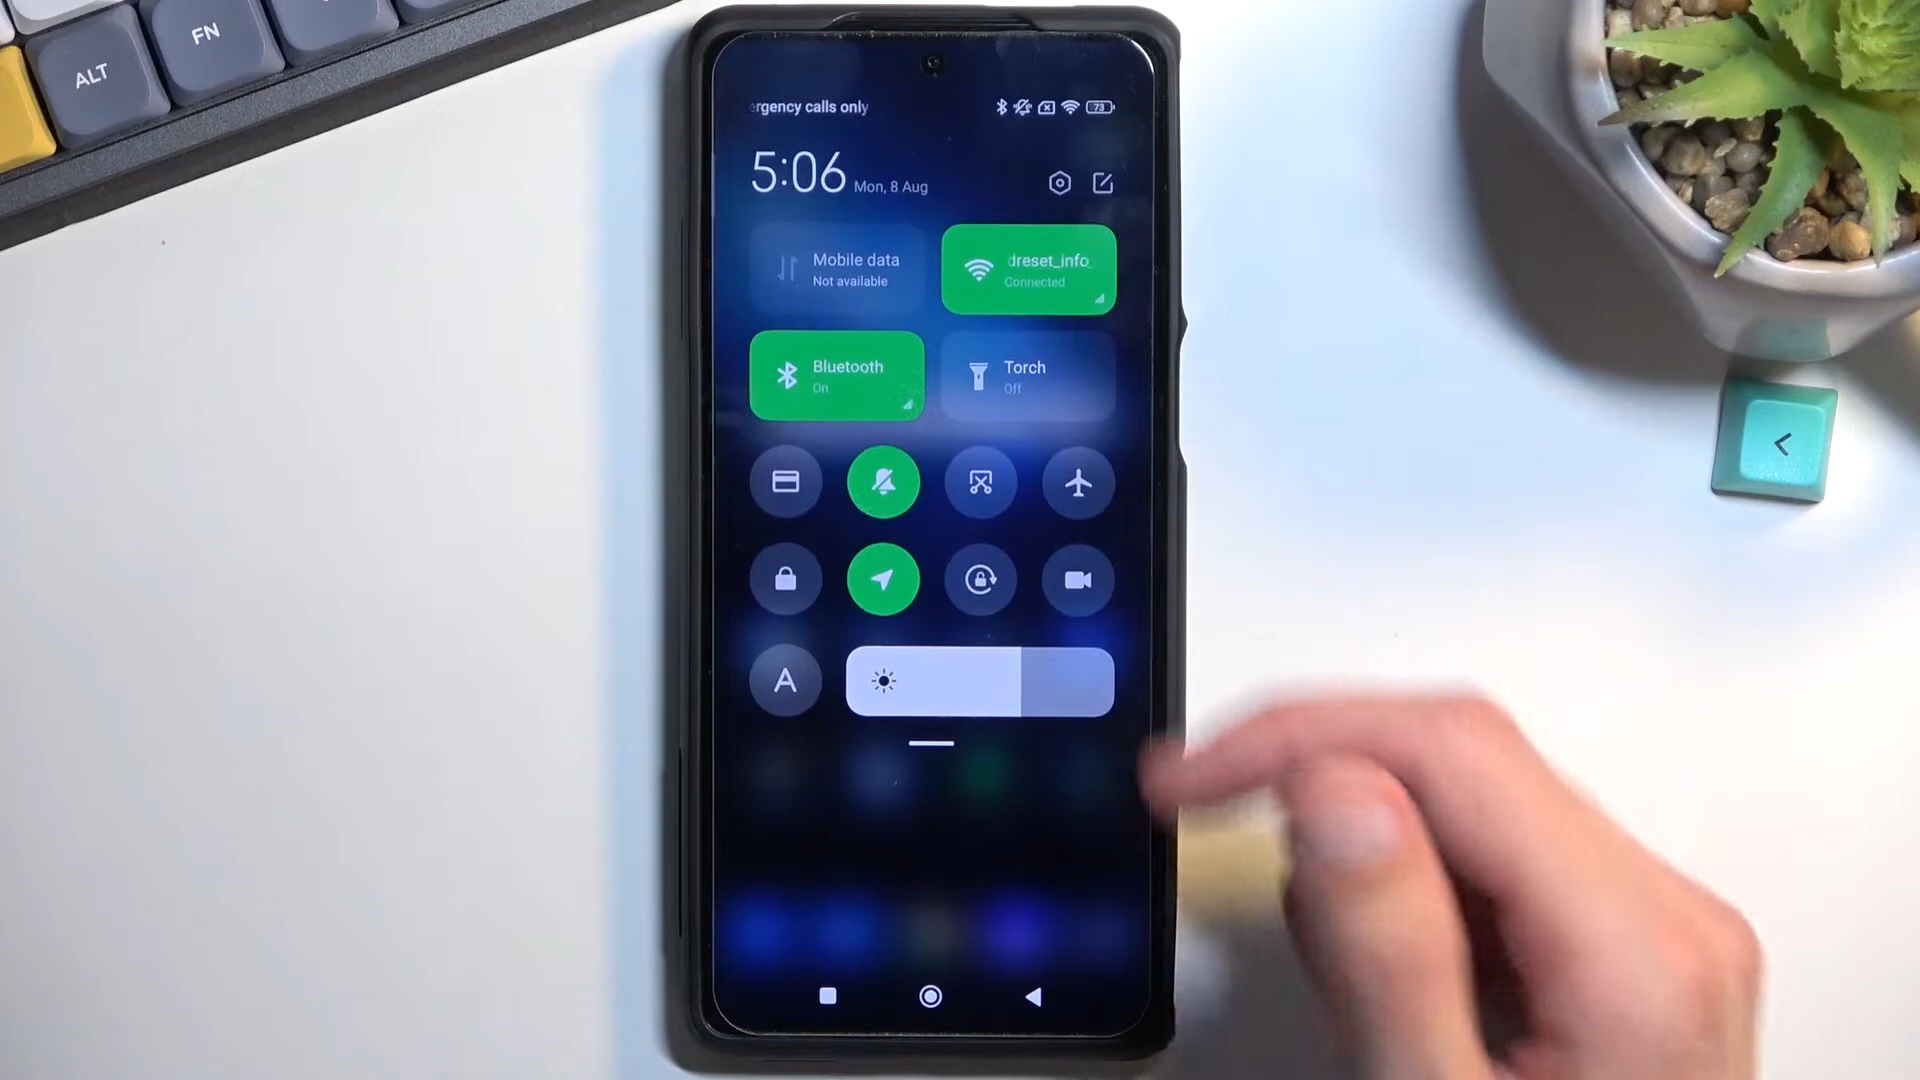 ALT
FN
ergency calls only
73
5:06
Mon, 8 Aug
Mobile data
Not available
dreset_info
Connected
Bluetooth
On
Torch
Off
A
<